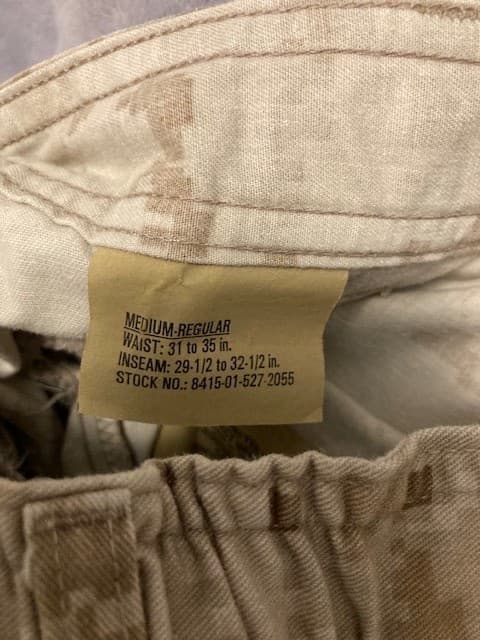 MEDIUM-REGULAR
WAIST: 31 to 35 in.
INSEAM: 29-1/2 to 32-1/2 in.
STOCK NO.: 8415-01-527-2055